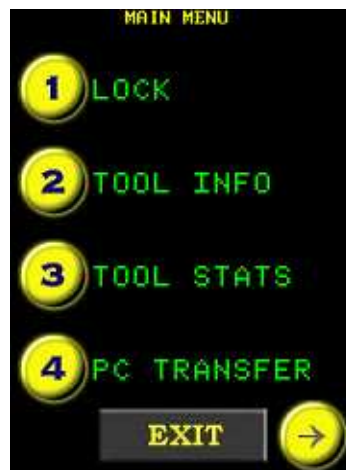 MAIN MENU
1 LOCK
2 TOOL INFO
3 TOOL STATS
4 PC TRANSFER
EXIT →